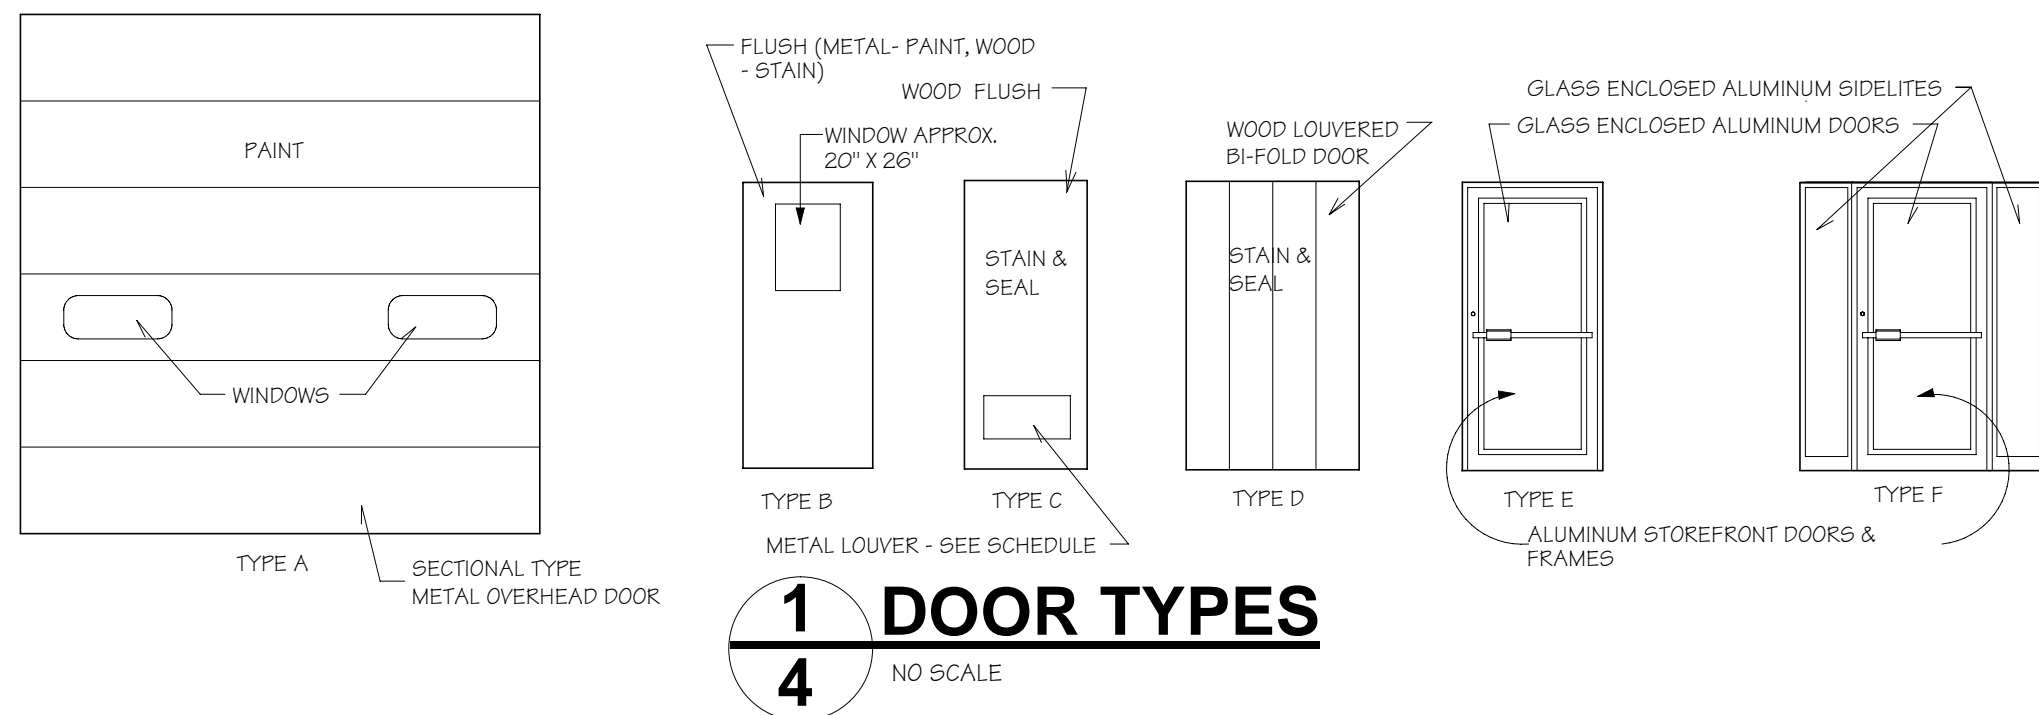 PAINT
WINDOWS
TYPE A
SECTIONAL TYPE
METAL OVERHEAD DOOR
FLUSH (METAL- PAINT, WOOD
- STAIN)
WINDOW APPROX.
20" X 26"
TYPE B
WOOD FLUSH
STAIN &
SEAL
TYPE C
METAL LOUVER - SEE SCHEDULE
WOOD LOUVERED
BI-FOLD DOOR
STAIN &
SEAL
TYPE D
GLASS ENCLOSED ALUMINUM SIDELITES
GLASS ENCLOSED ALUMINUM DOORS
TYPE E
TYPE F
ALUMINUM STOREFRONT DOORS &
FRAMES
1
4
DOOR TYPES
NO SCALE